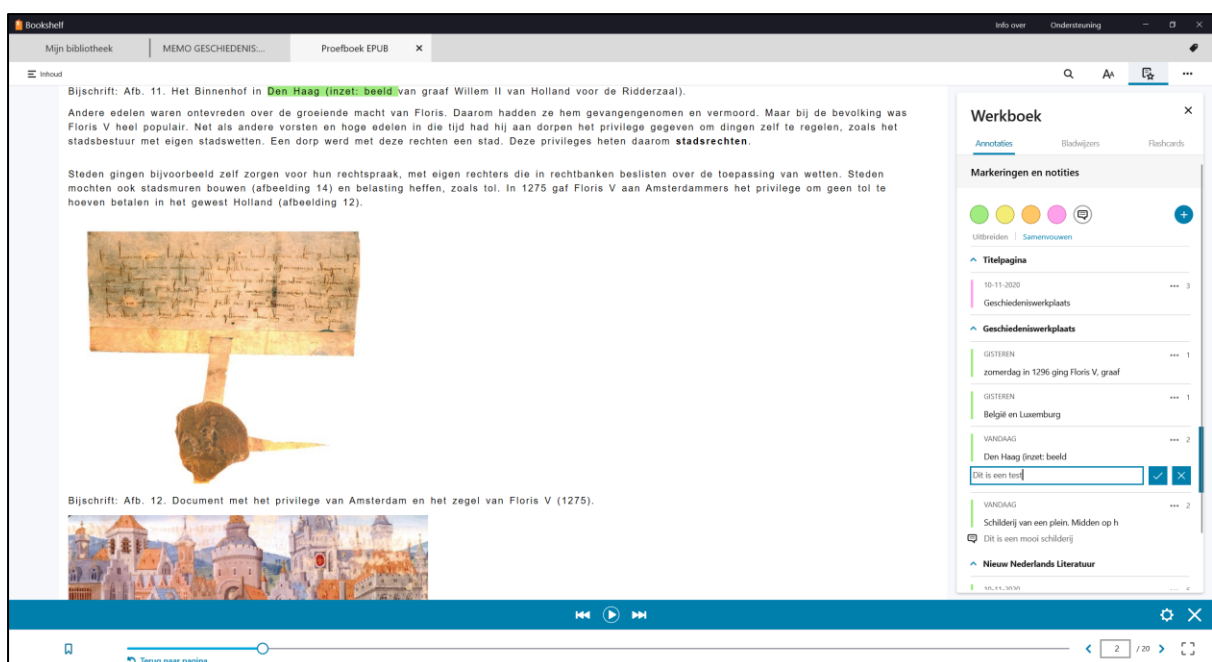 Bookshelf
Info over
Ondersteuning
Mijn bibliotheek
MEMO GESCHIEDENIS:...
Proefboek EPUB
Inhoud
Bijschrift: Afb. 11. Het Binnenhof in Den Haag (inzet: beeld van graaf Willem II van Holland voor de Ridderzaal).
Andere edelen waren ontevreden over de groeiende macht van Floris. Daarom hadden ze hem gevangengenomen en vermoord. Maar bij de bevolking was
Floris V heel populair. Net als andere vorsten en hoge edelen in die tijd had hij aan dorpen het privilege gegeven om dingen zelf te regelen, zoals het
stadsbestuur met eigen stadswetten. Een dorp werd met deze rechten een stad. Deze privileges heten daarom stadsrechten.
Steden gingen bijvoorbeeld zelf zorgen voor hun rechtspraak, met eigen rechters die in rechtbanken beslisten over de toepassing van wetten. Steden
mochten ook stadsmuren bouwen (afbeelding 14) en belasting heffen, zoals tol. In 1275 gaf Floris V aan Amsterdammers het privilege om geen tol te
hoeven betalen in het gewest Holland (afbeelding 12).
Bijschrift: Afb. 12. Document met het privilege van Amsterdam en het zegel van Floris V (1275).
Werkboek
Annotaties
Bladwijzers
Flashcards
Markeringen en notities
Uitbreiden
Samenvouwen
Titelpagina
10-11-2020
3
Geschiedeniswerkplaats
Geschiedeniswerkplaats
GISTEREN
1
zomerdag in 1296 ging Floris V, graaf
GISTEREN
1
België en Luxemburg
VANDAAG
2
Den Haag (inzet: beeld
Dit is een test
VANDAAG
2
Schilderij van een plein. Midden op h
Dit is een mooi schilderij
Nieuw Nederlands Literatuur
10-11-2020
Terug naar pagina
2
/ 20